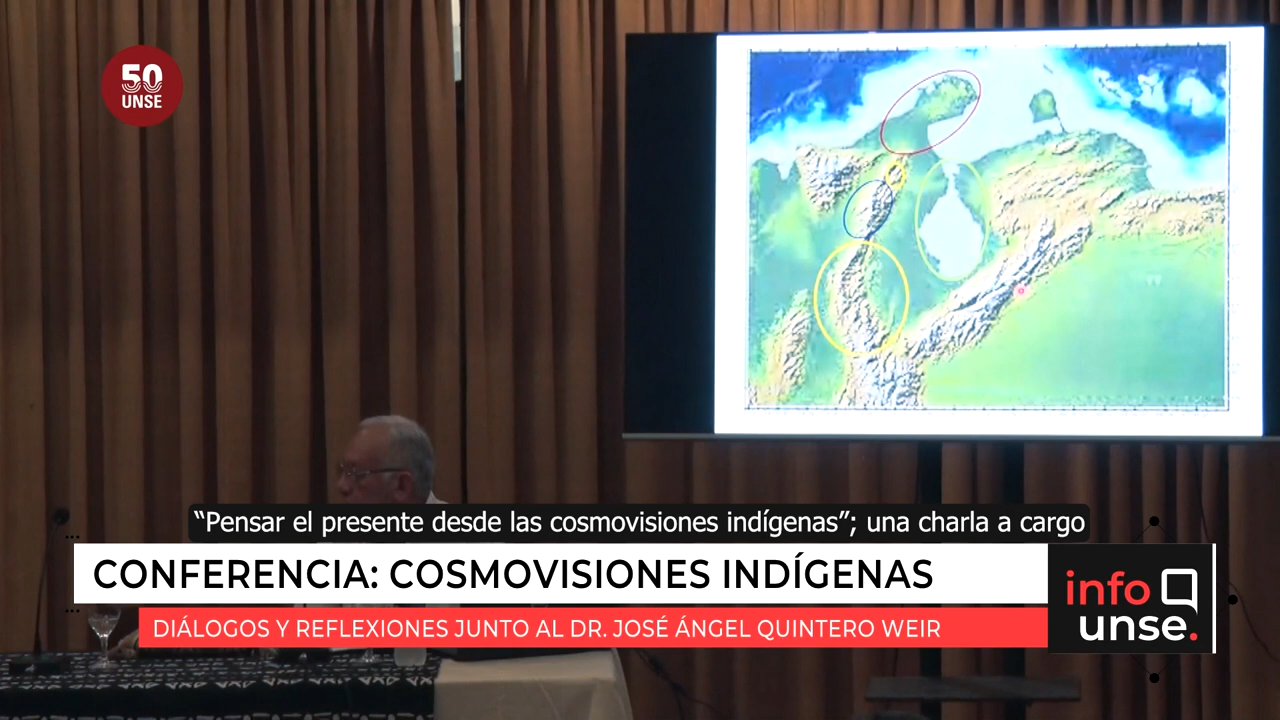 50
UNSE
“Pensar el presente desde las cosmovisiones indígenas”; una charla a cargo
CONFERENCIA: COSMOVISIONES INDÍGENAS
DIÁLOGOS Y REFLEXIONES JUNTO AL DR. JOSÉ ÁNGEL QUINTERO WEIR
info
unse.